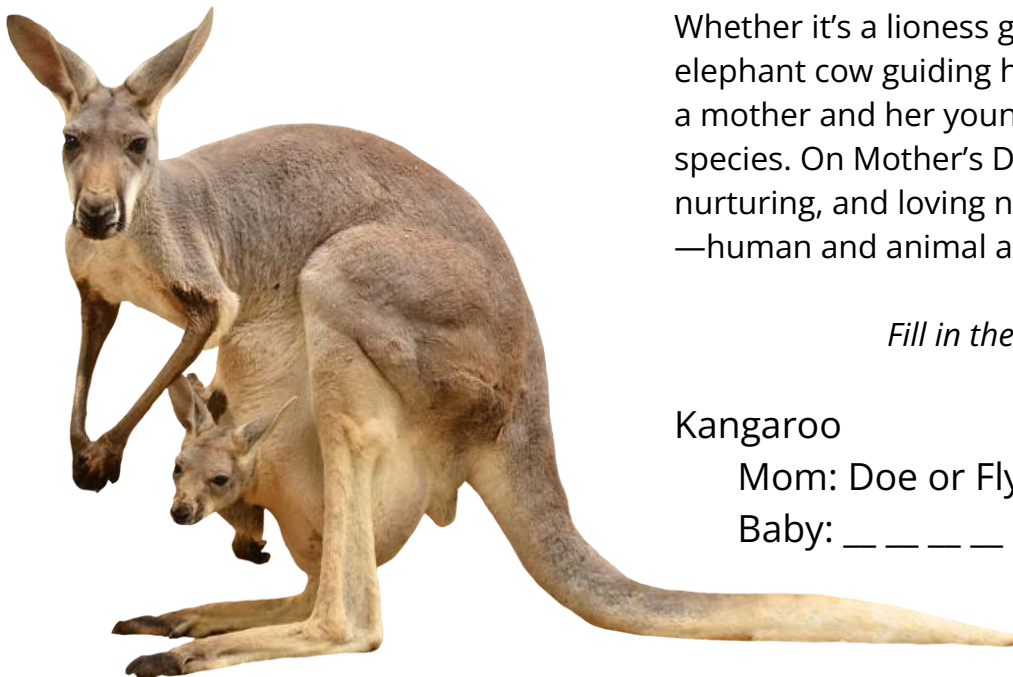 Whether it’s a lioness g
elephant cow guiding h
a mother and her youn
species. On Mother’s D
nurturing, and loving n
—human and animal a
Fill in the
Kangaroo
Mom: Doe or Fly
Baby: __ __ __ __